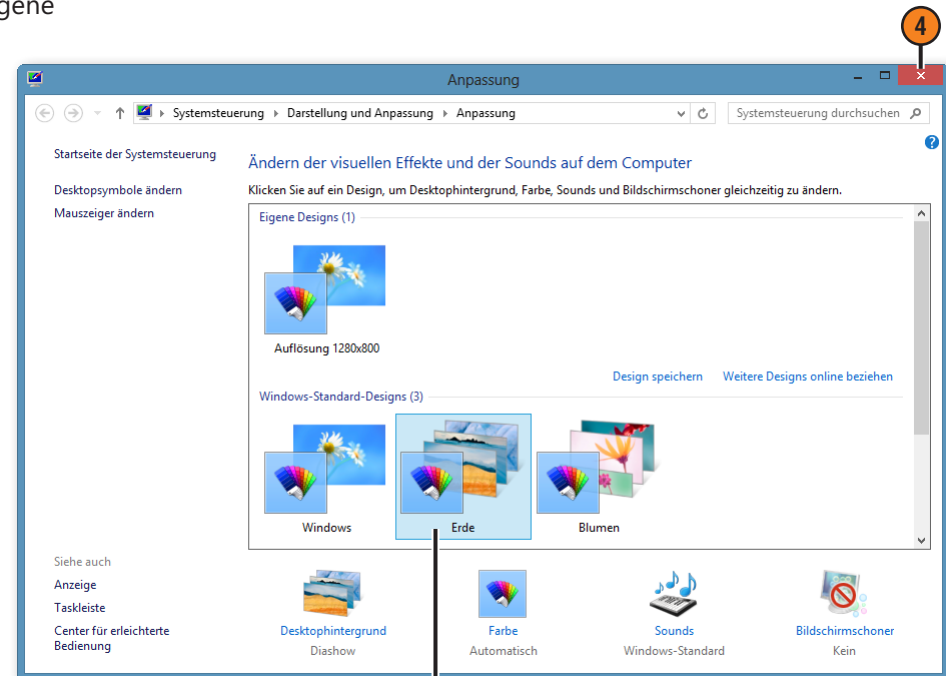 4
Anpassung
Systemsteuerung Darstellung und Anpassung Anpassung
Systemsteuerung durchsuchen
Startseite der Systemsteuerung
Desktopsymbole ändern
Mauszeiger ändern
Ändern der visuellen Effekte und der Sounds auf dem Computer
Klicken Sie auf ein Design, um Desktophintergrund, Farbe, Sounds und Bildschirmschoner gleichzeitig zu ändern.
Eigene Designs (1)
Auflösung 1280x800
Design speichern
Weitere Designs online beziehen
Windows-Standard-Designs (3)
Windows
Erde
Blumen
Siehe auch
Anzeige
Taskleiste
Center für erleichterte
Bedienung
Desktophintergrund
Diashow
Farbe
Automatisch
Sounds
Windows-Standard
Bildschirmschoner
Kein